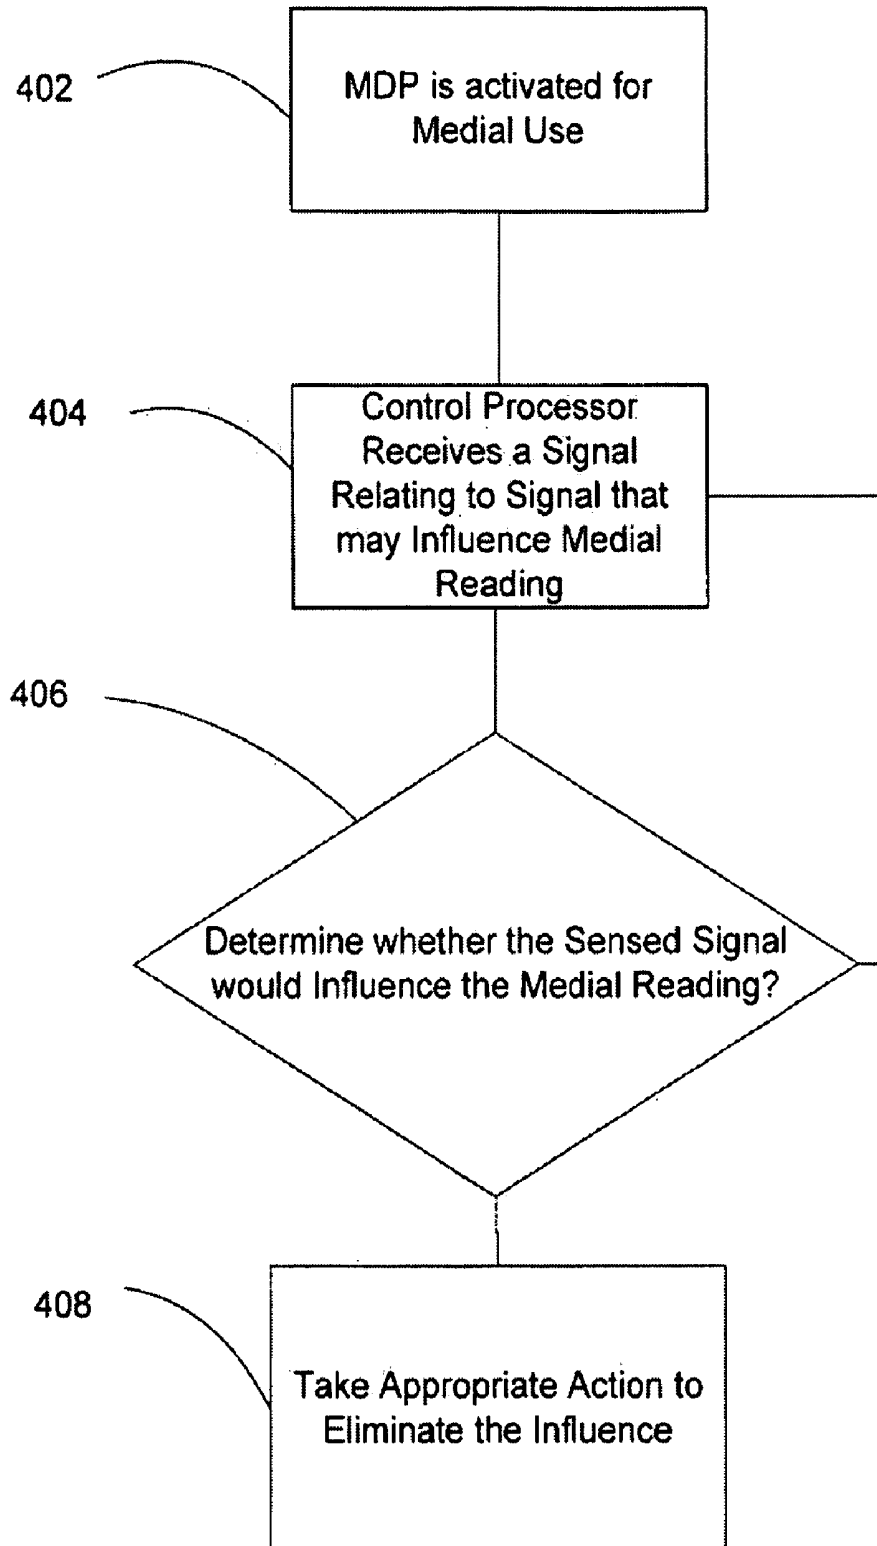 402
MDP is activated for
Medial Use
404
Control Processor
Receives a Signal
Relating to Signal that
may Influence Medial
Reading
406
Determine whether the Sensed Signal
would Influence the Medial Reading?
408
Take Appropriate Action to
Eliminate the Influence